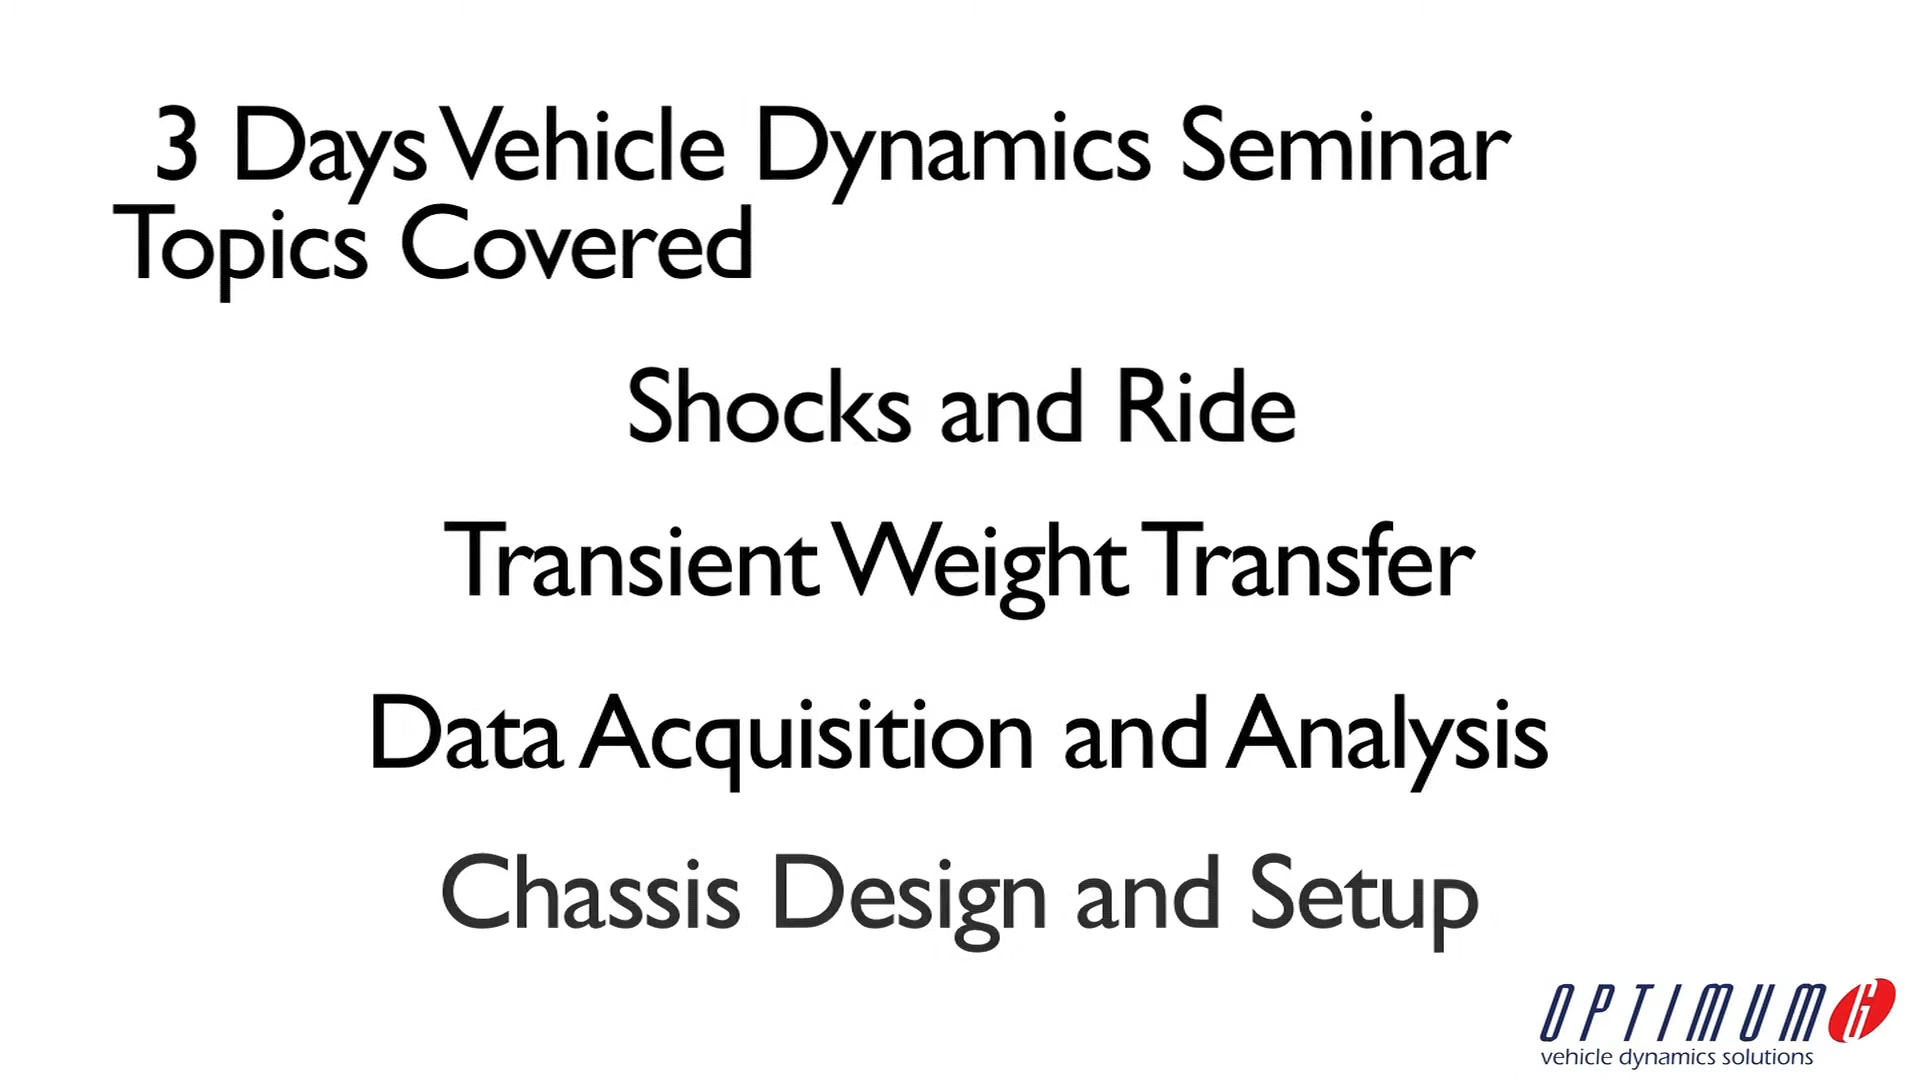 3 Days Vehicle Dynamics Seminar
Topics Covered
Shocks and Ride
Transient Weight Transfer
Data Acquisition and Analysis
Chassis Design and Setup
OPTIMUM G
vehicle dynamics solutions